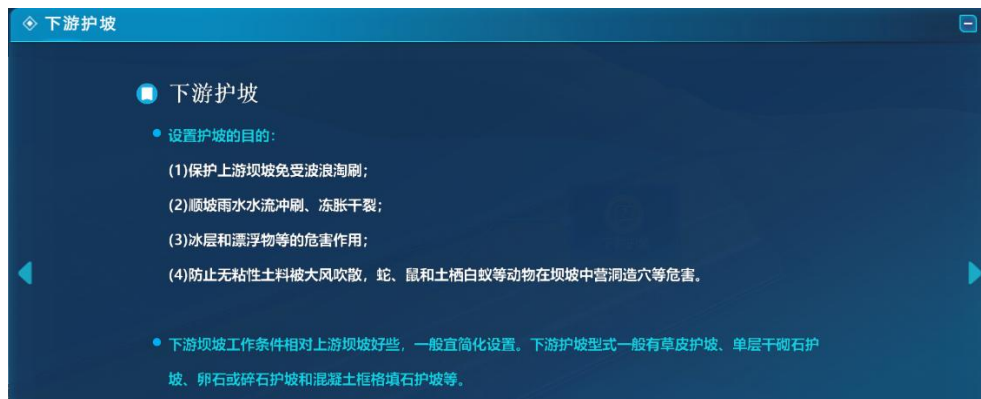 下游护坡
下游护坡
设置护坡的目的：
(1)保护上游坝坡免受波浪淘刷；
(2)顺坡雨水水流冲刷、冻胀干裂；
(3)冰层和漂浮物等的危害作用；
(4)防止无粘性土料被大风吹散，蛇、鼠和土栖白蚁等动物在坝坡中营洞造穴等危害。
下游坝坡工作条件相对上游坝坡好些，一般宜简化设置。下游护坡型式一般有草皮护坡、单层干砌石护
坡、卵石或碎石护坡和混凝土框格填石护坡等。